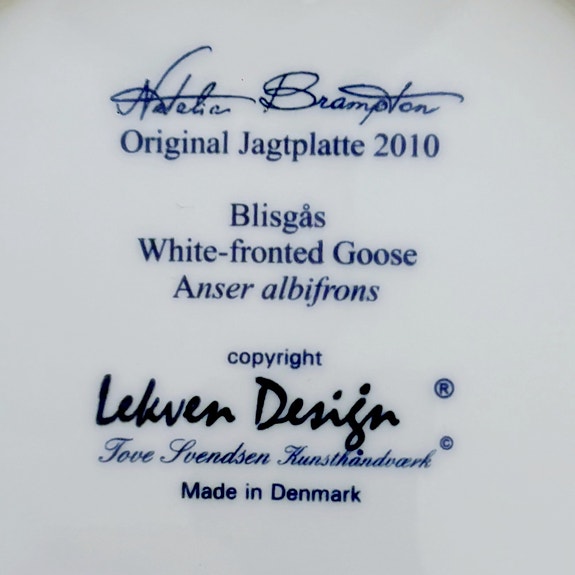 Natalia Brampton
Original Jagtplatte 2010
Blisgås
White-fronted Goose
Anser albifrons
copyright
Lekven Design ®
Tove Svendsen Kunsthåndværk ©
Made in Denmark